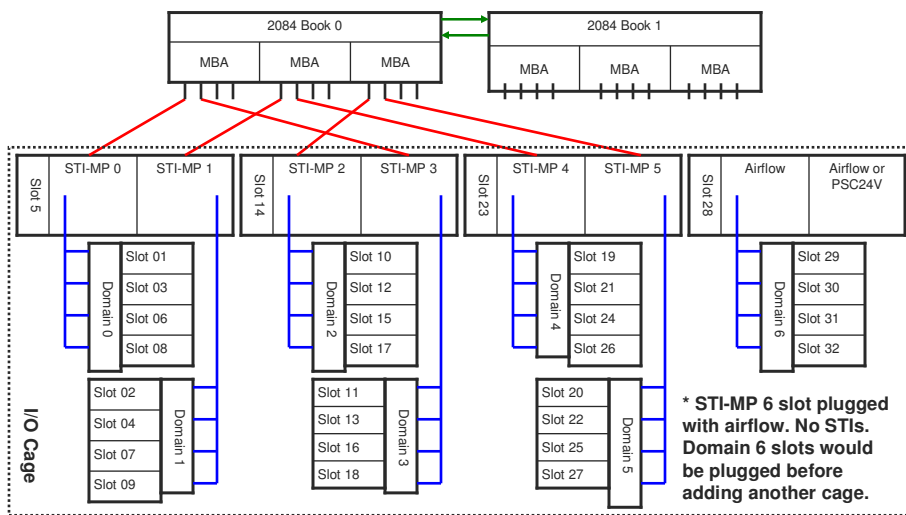 2084 Book 0
2084 Book 1
MBA
MBA
MBA
MBA
MBA
MBA
Slot 5
STI-MP 0
STI-MP 1
Slot 14
STI-MP 2
STI-MP 3
Slot 23
STI-MP 4
STI-MP 5
Slot 28
Airflow
Airflow or
PSC24V
Domain 0
Slot 01
Slot 03
Slot 06
Slot 08
Domain 2
Slot 10
Slot 12
Slot 15
Slot 17
Domain 4
Slot 19
Slot 21
Slot 24
Slot 26
Domain 6
Slot 29
Slot 30
Slot 31
Slot 32
I/O Cage
Slot 02
Slot 04
Slot 07
Slot 09
Domain 1
Slot 11
Slot 13
Slot 16
Slot 18
Domain 3
Slot 20
Slot 22
Slot 25
Slot 27
Domain 5
* STI-MP 6 slot plugged
with airflow. No STIs.
Domain 6 slots would
be plugged before
adding another cage.